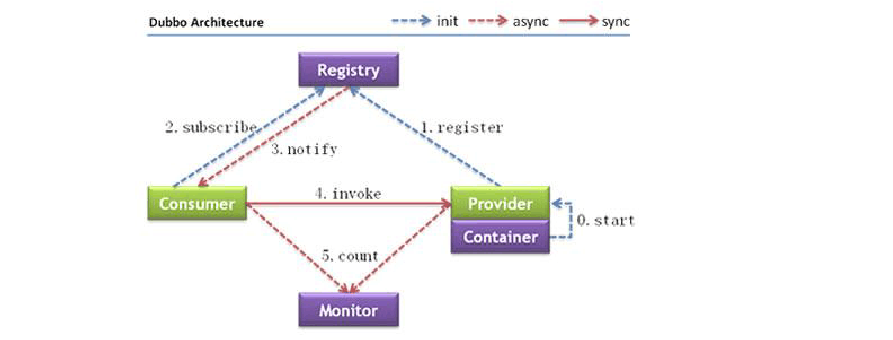 Dubbo Architecture
init
async
sync
Registry
2. subscribe
1. register
3. notify
Consumer
4. invoke
Provider
0. start
Container
5. count
Monitor